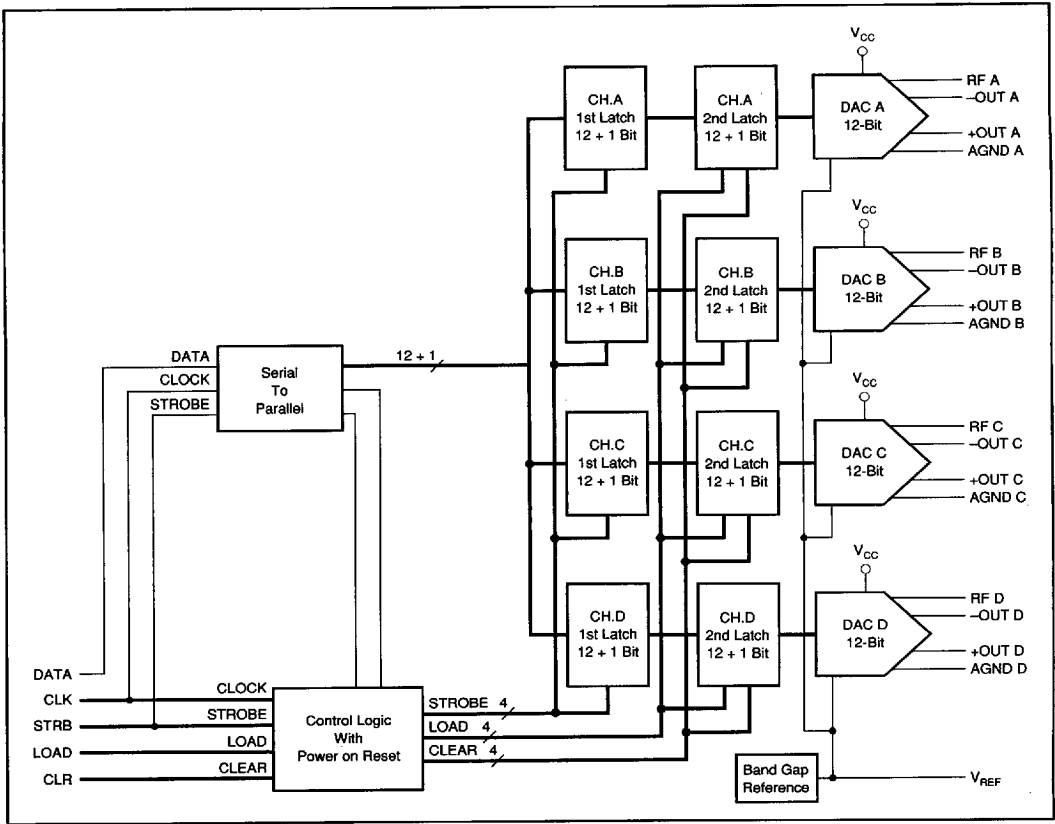 V_CC
RF A
–OUT A
+OUT A
AGND A
CH.A
1st Latch
12 + 1 Bit
CH.A
2nd Latch
12 + 1 Bit
DAC A
12-Bit
V_CC
RF B
–OUT B
+OUT B
AGND B
CH.B
1st Latch
12 + 1 Bit
CH.B
2nd Latch
12 + 1 Bit
DAC B
12-Bit
DATA
CLOCK
STROBE
Serial
To
Parallel
12 + 1
V_CC
RF C
–OUT C
+OUT C
AGND C
CH.C
1st Latch
12 + 1 Bit
CH.C
2nd Latch
12 + 1 Bit
DAC C
12-Bit
V_CC
RF D
–OUT D
+OUT D
AGND D
CH.D
1st Latch
12 + 1 Bit
CH.D
2nd Latch
12 + 1 Bit
DAC D
12-Bit
DATA
CLK
STRB
LOAD
CLR
CLOCK
STROBE
LOAD
CLEAR
Control Logic
With
Power on Reset
STROBE 4
LOAD 4
CLEAR 4
Band Gap
Reference
V_REF